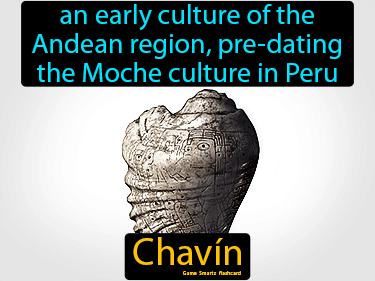 an early culture of the
Andean region, pre-dating
the Moche culture in Peru
Chavín
Game Smartz flashcard